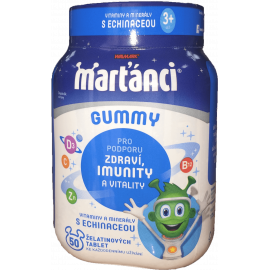 VITAMINY A MINERÁLY
S ECHINACEOU
3+
WALMARK
marťánci
GUMMY
PRO
PODPORU
ZDRAVÍ,
IMUNITY
A VITALITY
D3
C
Zn
B12
VITAMINY A MINERÁLY
S ECHINACEOU
50
ŽELATINOVÝCH
TABLET